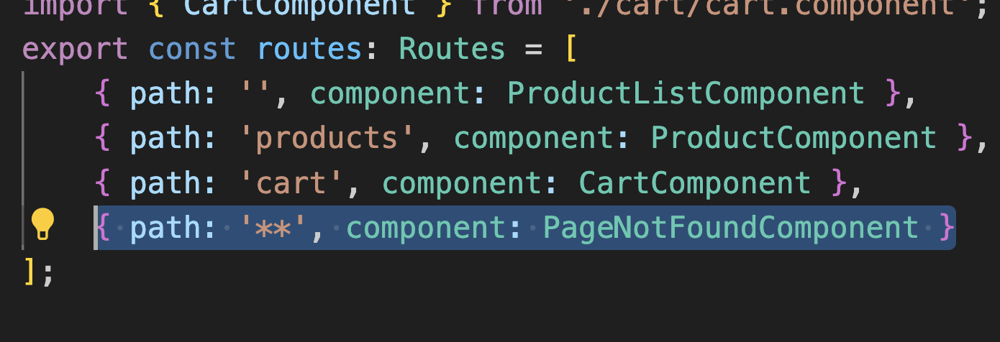 import { CartComponent } from './cart/cart.component';
export const routes: Routes = [
    { path: '', component: ProductListComponent },
    { path: 'products', component: ProductComponent },
    { path: 'cart', component: CartComponent },
    { path: '**', component: PageNotFoundComponent }
];